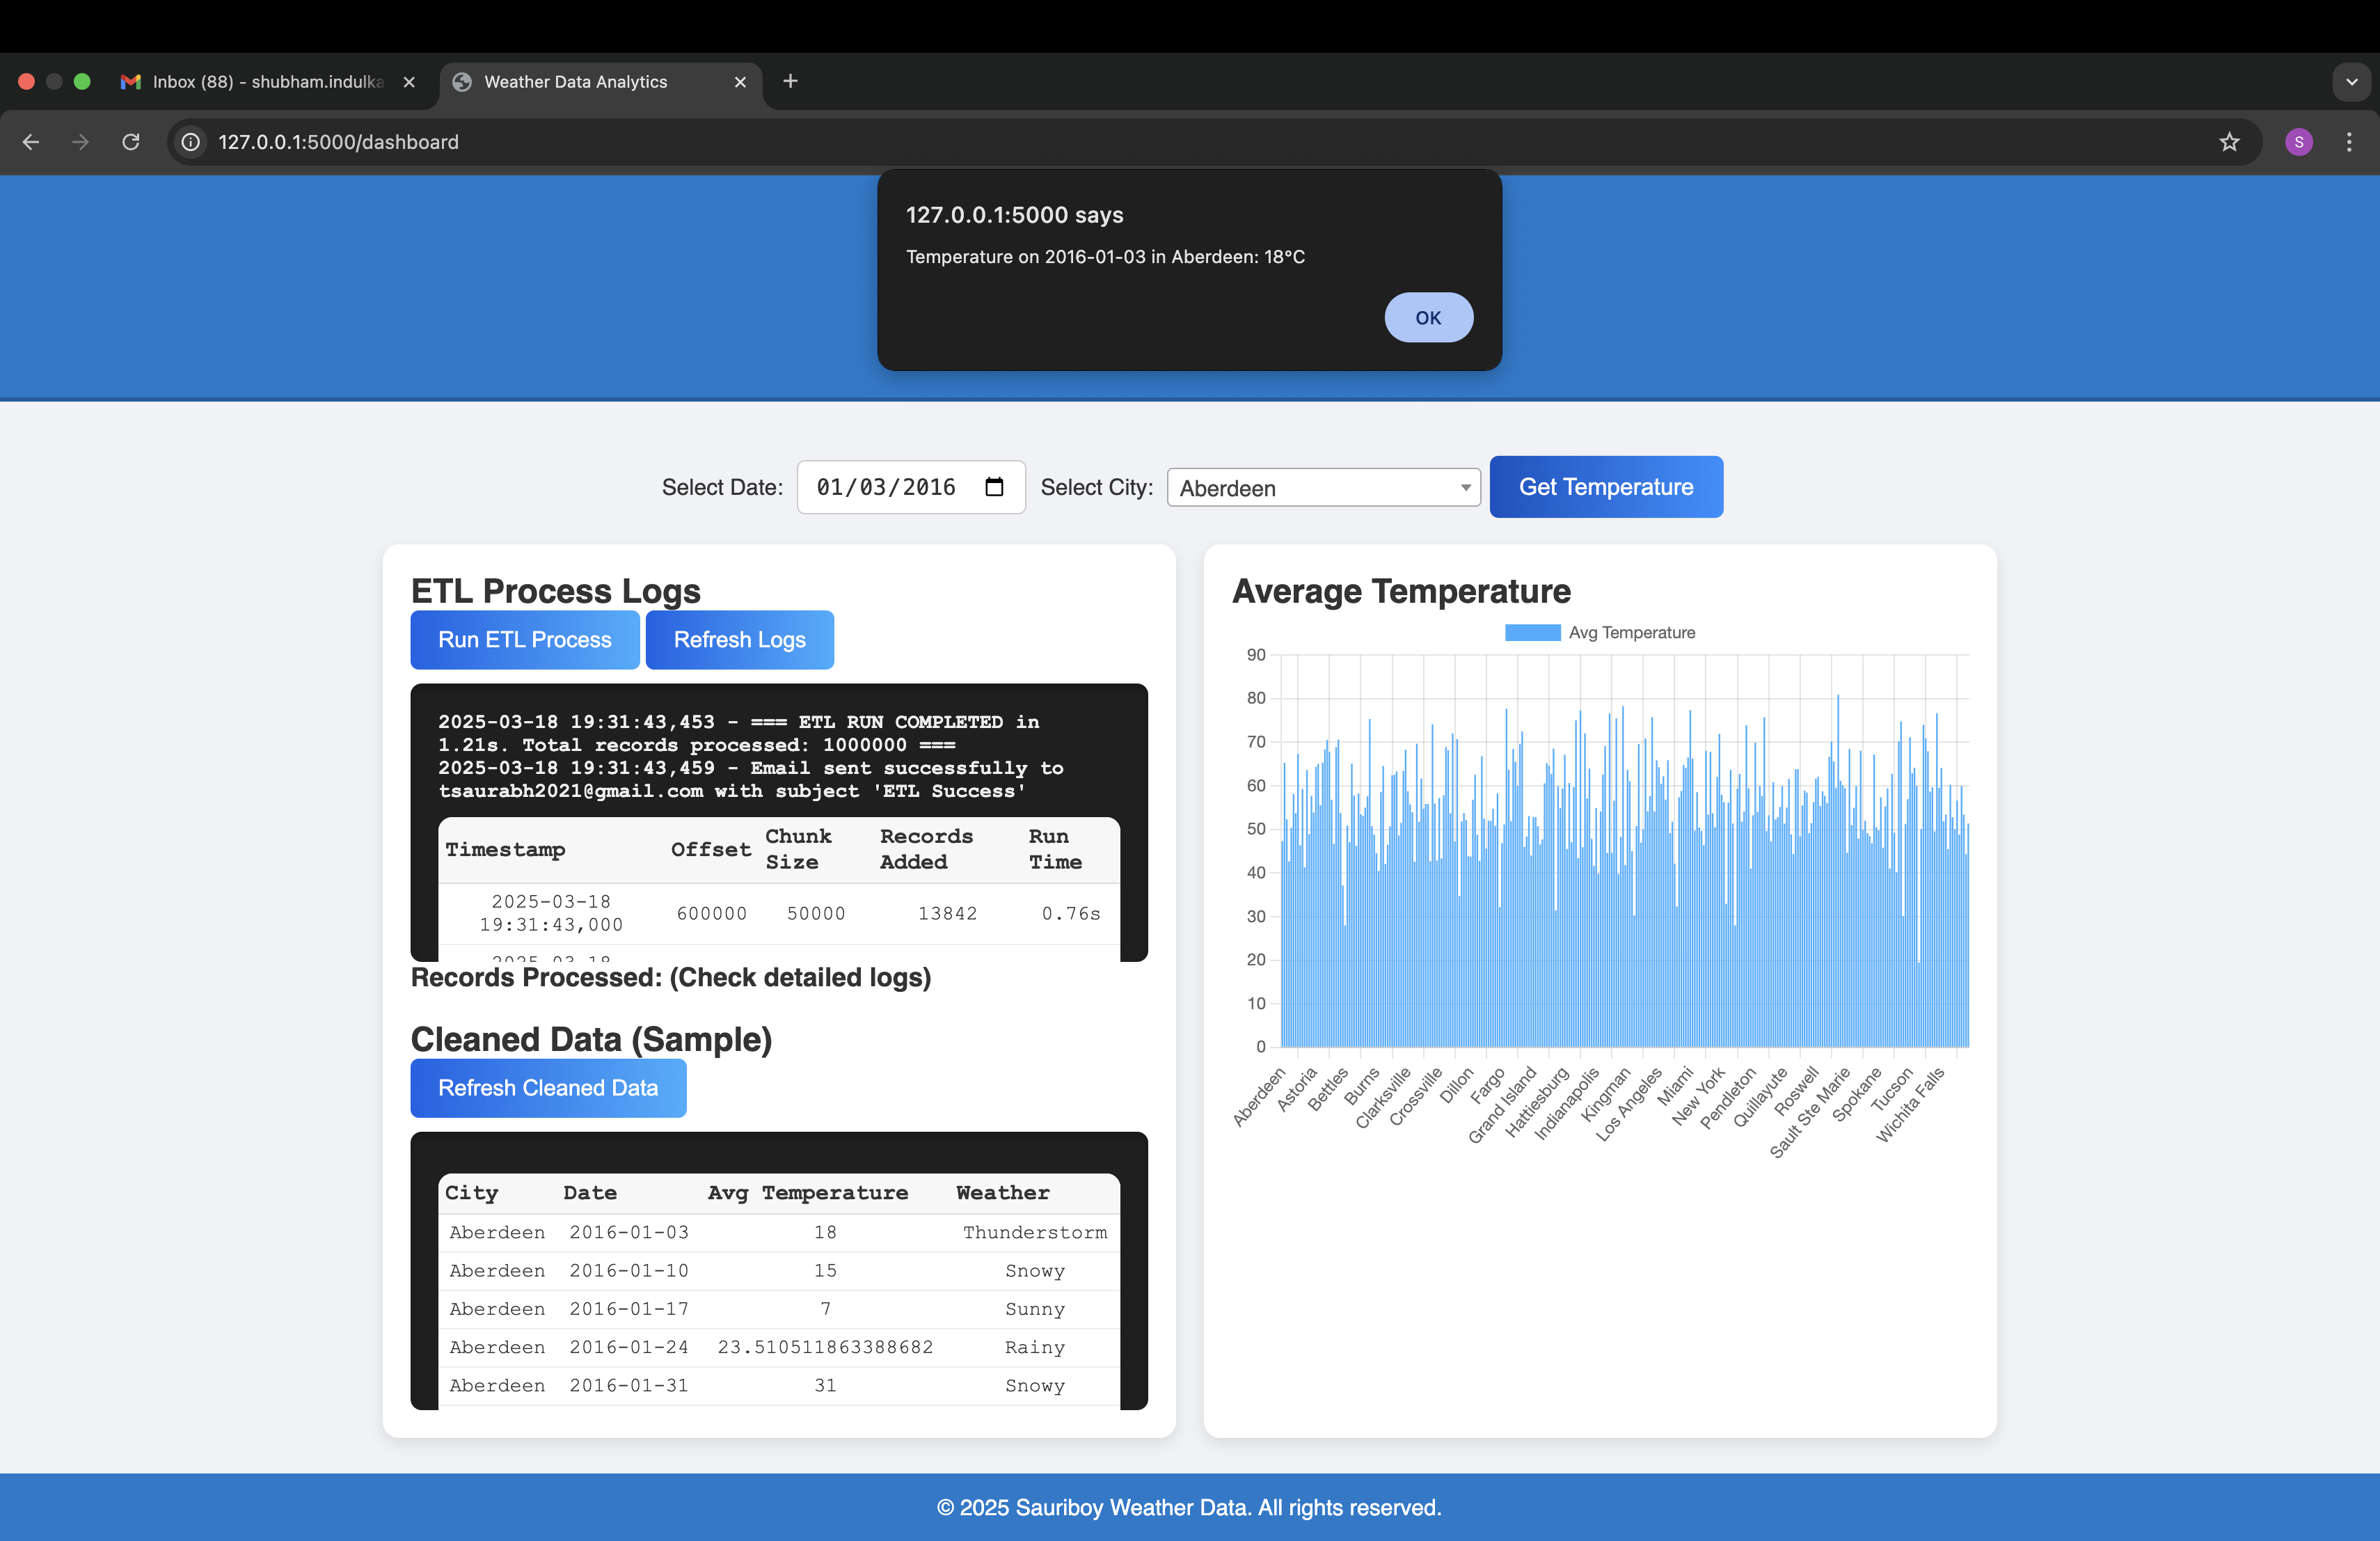 Inbox (88) - shubham.indulka
Weather Data Analytics
127.0.0.1:5000/dashboard
S
127.0.0.1:5000 says
Temperature on 2016-01-03 in Aberdeen: 18°C
OK
Select Date: 01/03/2016 Select City: Aberdeen Get Temperature
ETL Process Logs
Run ETL Process Refresh Logs
2025-03-18 19:31:43,453 - === ETL RUN COMPLETED in
1.21s. Total records processed: 1000000 ===
2025-03-18 19:31:43,459 - Email sent successfully to
tsaurabh2021@gmail.com with subject 'ETL Success'
Timestamp Offset Chunk Size Records Added Run Time
2025-03-18 19:31:43,000 600000 50000 13842 0.76s
2025-03-18
Records Processed: (Check detailed logs)
Cleaned Data (Sample)
Refresh Cleaned Data
City Date Avg Temperature Weather
Aberdeen 2016-01-03 18 Thunderstorm
Aberdeen 2016-01-10 15 Snowy
Aberdeen 2016-01-17 7 Sunny
Aberdeen 2016-01-24 23.510511863388682 Rainy
Aberdeen 2016-01-31 31 Snowy
Average Temperature
Avg Temperature
90
80
70
60
50
40
30
20
10
0
Aberdeen
Astoria
Bettles
Burns
Clarksville
Crossville
Dillon
Fargo
Grand Island
Hattiesburg
Indianapolis
Kingman
Los Angeles
Miami
New York
Pendleton
Quillayute
Roswell
Sault Ste Marie
Spokane
Tucson
Wichita Falls
© 2025 Sauriboy Weather Data. All rights reserved.